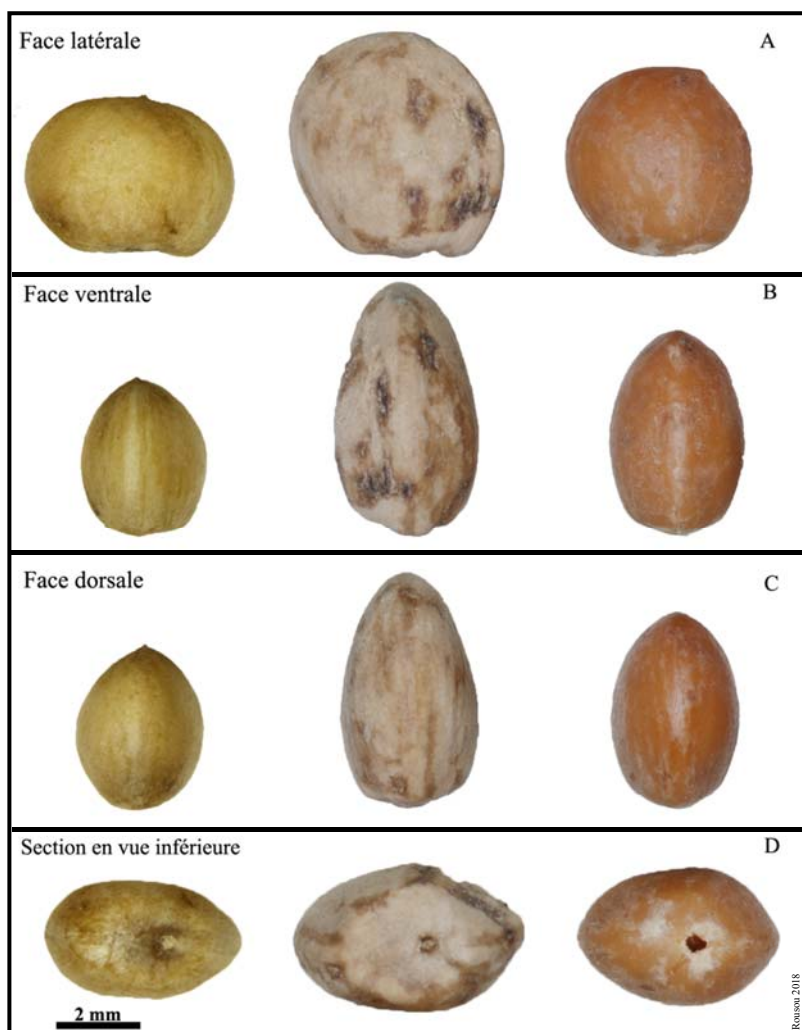 Face latérale
A
Face ventrale
B
Face dorsale
C
Section en vue inférieure
D
2 mm
Rousou 2018